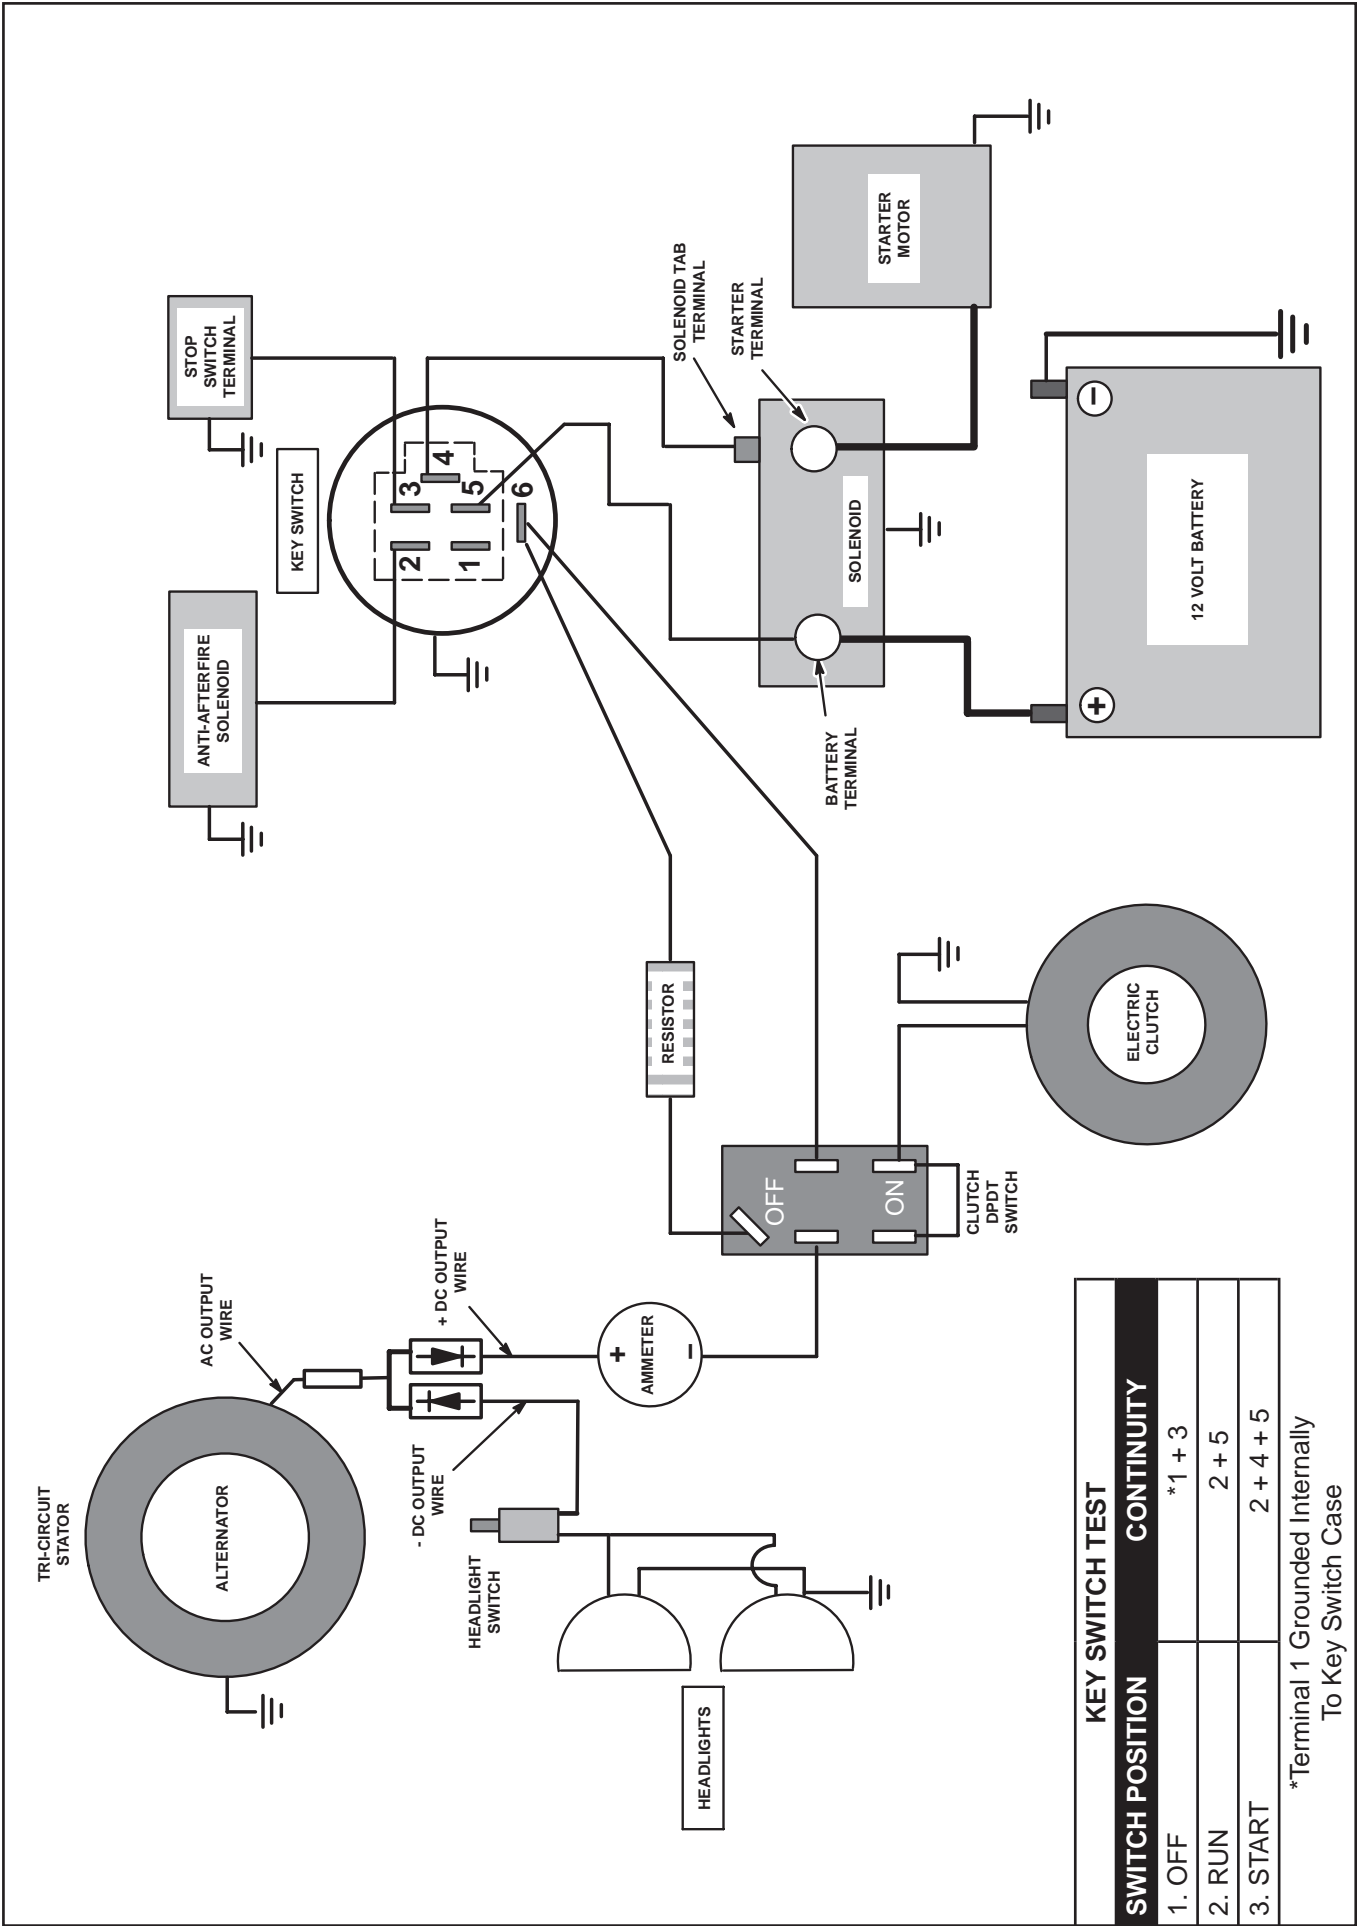 TRI-CIRCUIT
STATOR
ALTERNATOR
AC OUTPUT
WIRE
ANTI-AFTERFIRE
SOLENOID
STOP
SWITCH
TERMINAL
KEY SWITCH
2
3
4
1
5
6
- DC OUTPUT
WIRE
+ DC OUTPUT
WIRE
HEADLIGHT
SWITCH
HEADLIGHTS
+
AMMETER
–
RESISTOR
OFF
ON
CLUTCH
DPDT
SWITCH
SOLENOID TAB
TERMINAL
STARTER
TERMINAL
BATTERY
TERMINAL
SOLENOID
STARTER
MOTOR
ELECTRIC
CLUTCH
+
–
12 VOLT BATTERY
KEY SWITCH TEST
SWITCH POSITION CONTINUITY
1. OFF *1 + 3
2. RUN 2 + 5
3. START 2 + 4 + 5
*Terminal 1 Grounded Internally
To Key Switch Case